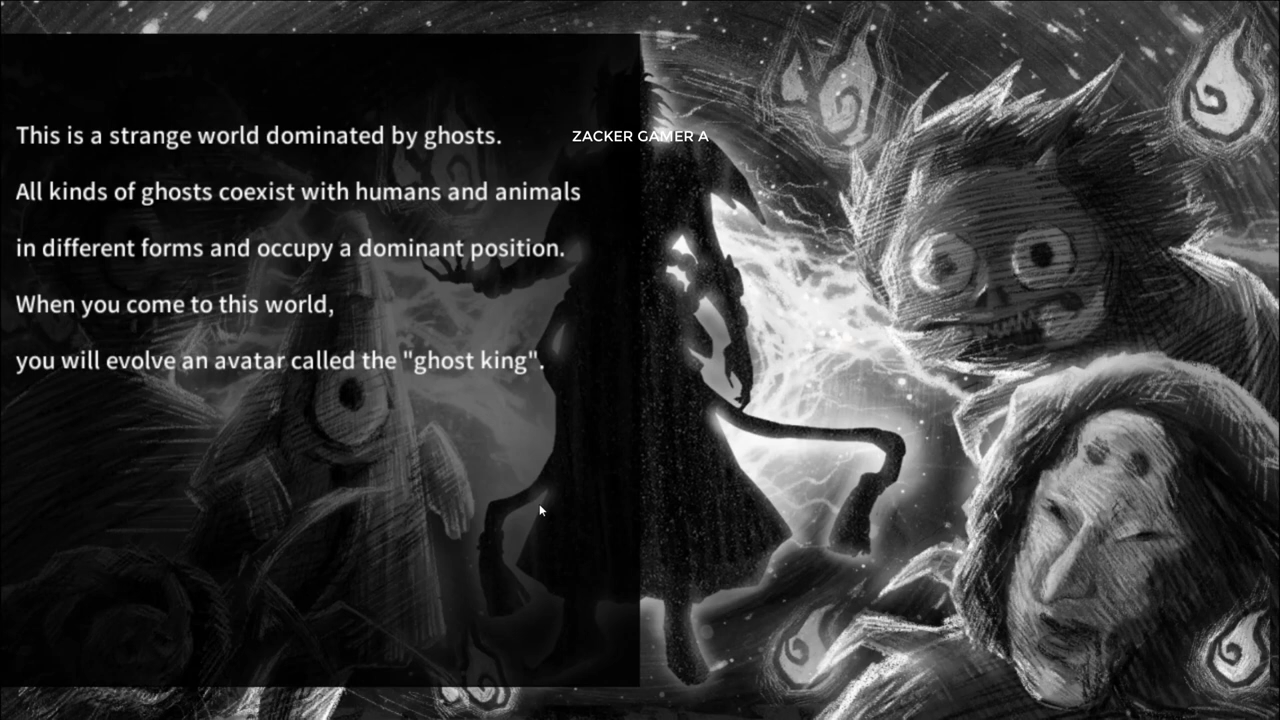 This is a strange world dominated by ghosts.
ZACKER GAMER A
All kinds of ghosts coexist with humans and animals
in different forms and occupy a dominant position.
When you come to this world,
you will evolve an avatar called the "ghost king".